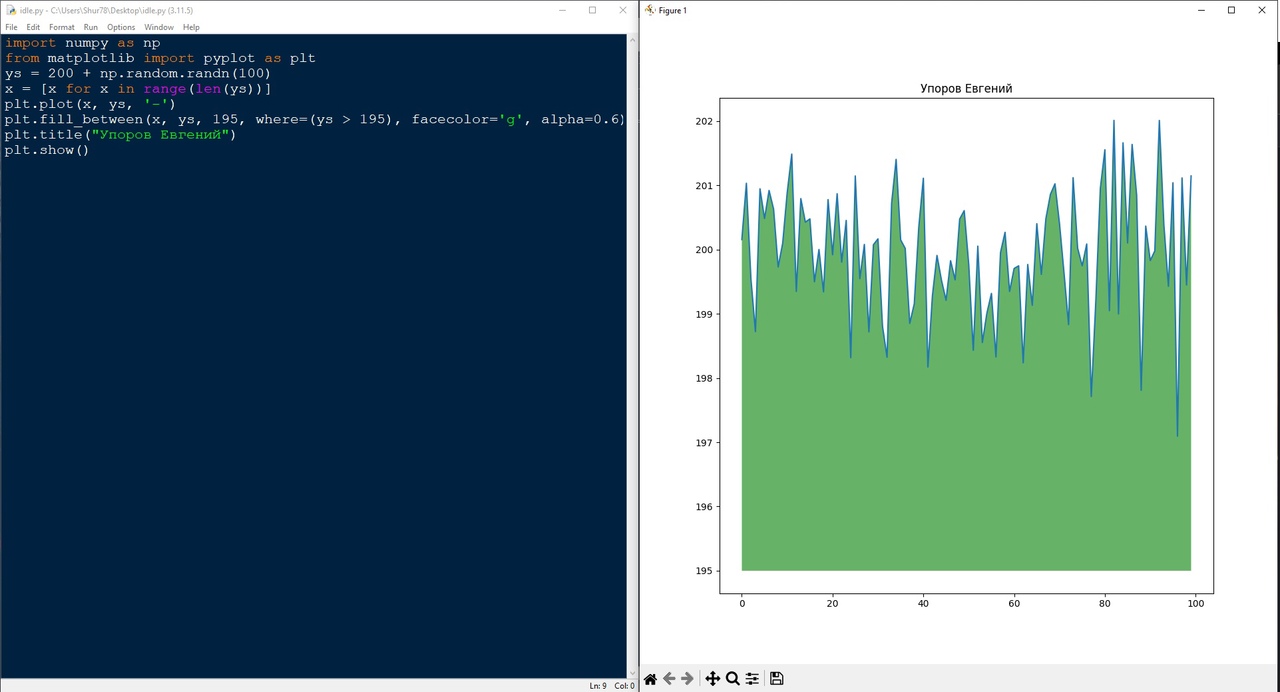 idle.py - C:\Users\Shur78\Desktop\idle.py (3.11.5)
File Edit Format Run Options Window Help
import numpy as np
from matplotlib import pyplot as plt
ys = 200 + np.random.randn(100)
x = [x for x in range(len(ys))]
plt.plot(x, ys, '-')
plt.fill_between(x, ys, 195, where=(ys > 195), facecolor='g', alpha=0.6)
plt.title("Упоров Евгений")
plt.show()
Ln: 9 Col: 0
Figure 1
Упоров Евгений
202
201
200
199
198
197
196
195
0 20 40 60 80 100